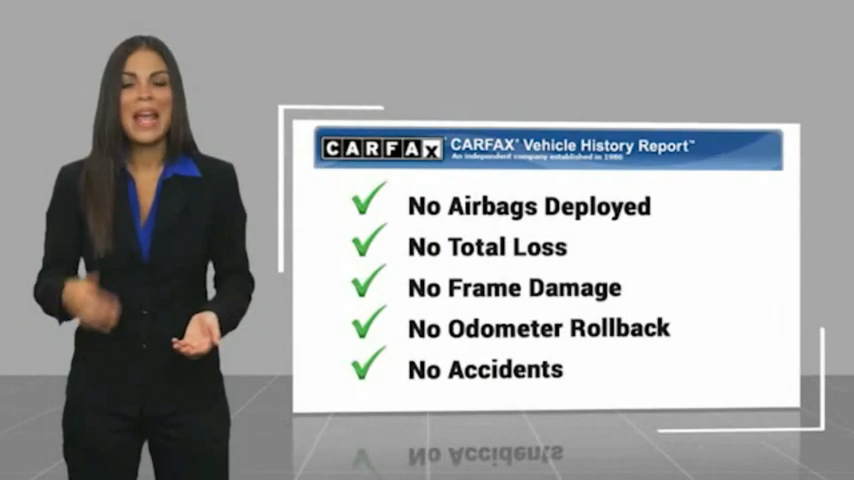 CARFAX CARFAX® Vehicle History Report™
An independent company established in 1986
No Airbags Deployed
No Total Loss
No Frame Damage
No Odometer Rollback
No Accidents
No Accidents